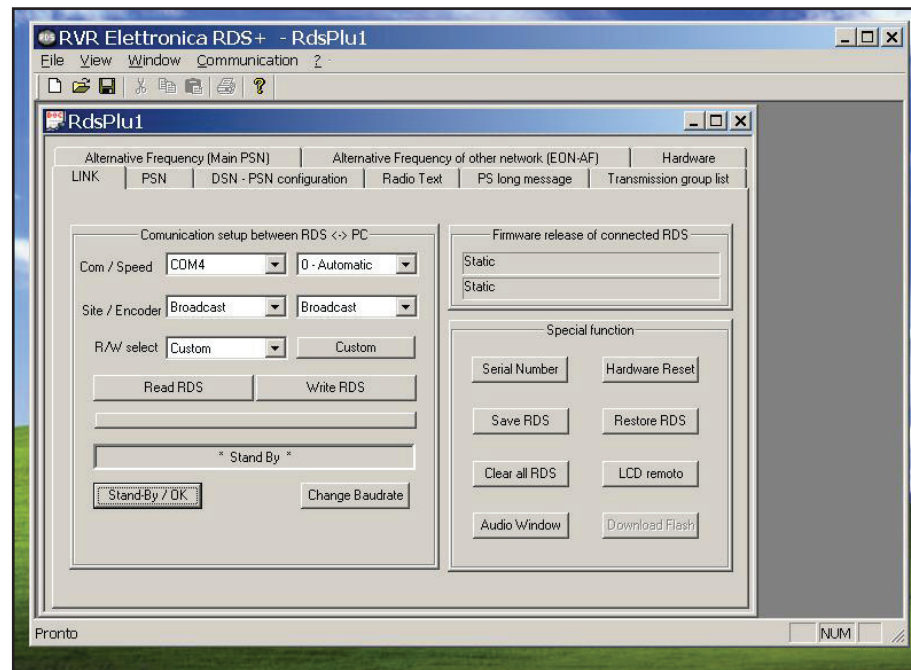 RDS RVR Elettronica RDS+ - RdsPlu1
File View Window Communication ?
RdsPlu1
Alternative Frequency (Main PSN) Alternative Frequency of other network (EON-AF) Hardware
LINK PSN DSN - PSN configuration Radio Text PS long message Transmission group list
Comunication setup between RDS <-> PC
Com / Speed COM4 0 - Automatic
Site / Encoder Broadcast Broadcast
R/W select Custom Custom
Read RDS Write RDS
* Stand By *
Stand-By / OK Change Baudrate
Firmware release of connected RDS
Static
Static
Special function
Serial Number Hardware Reset
Save RDS Restore RDS
Clear all RDS LCD remoto
Audio Window Download Flash
Pronto NUM